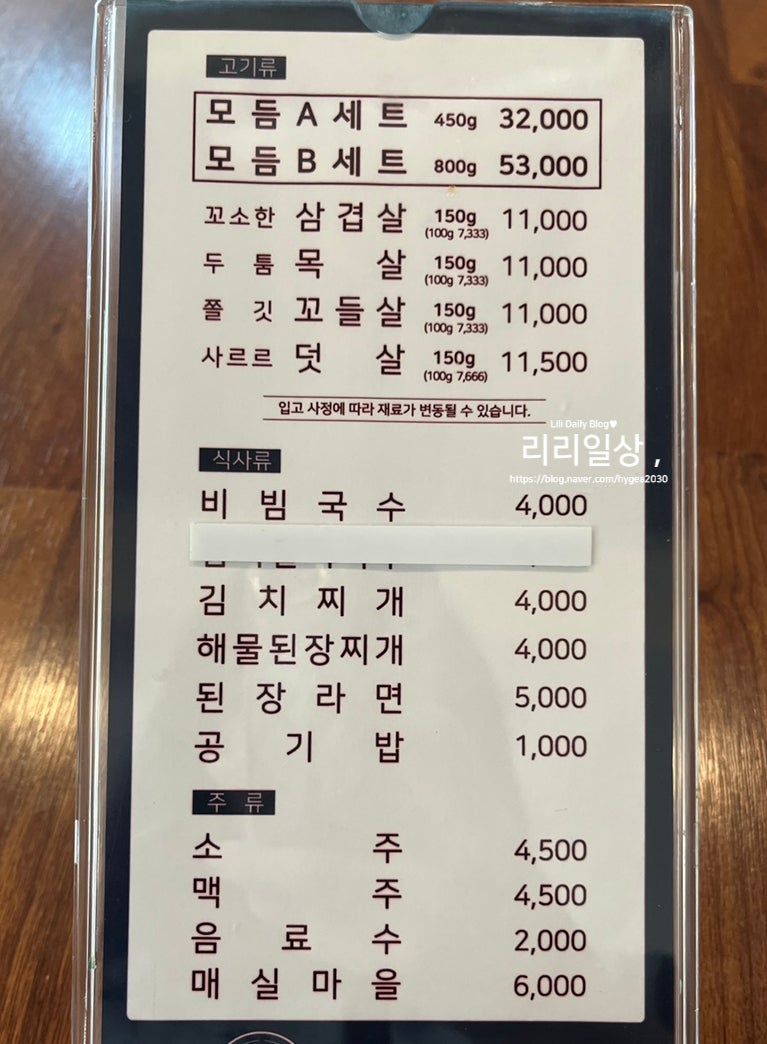 고기류
모듬A세트 450g 32,000
모듬B세트 800g 53,000
꼬소한 삼겹살 150g 11,000
(100g 7,333)
두툼 목살 150g 11,000
(100g 7,333)
쫄깃 꼬들살 150g 11,000
(100g 7,333)
사르르 덧살 150g 11,500
(100g 7,666)
입고 사정에 따라 재료가 변동될 수 있습니다.
Lili Daily Blog♥
리리일상 ,
https://blog.naver.com/hygea2030
식사류
비빔국수 4,000
김치찌개 4,000
해물된장찌개 4,000
된장라면 5,000
공기밥 1,000
주류
소주 4,500
맥주 4,500
음료수 2,000
매실마을 6,000